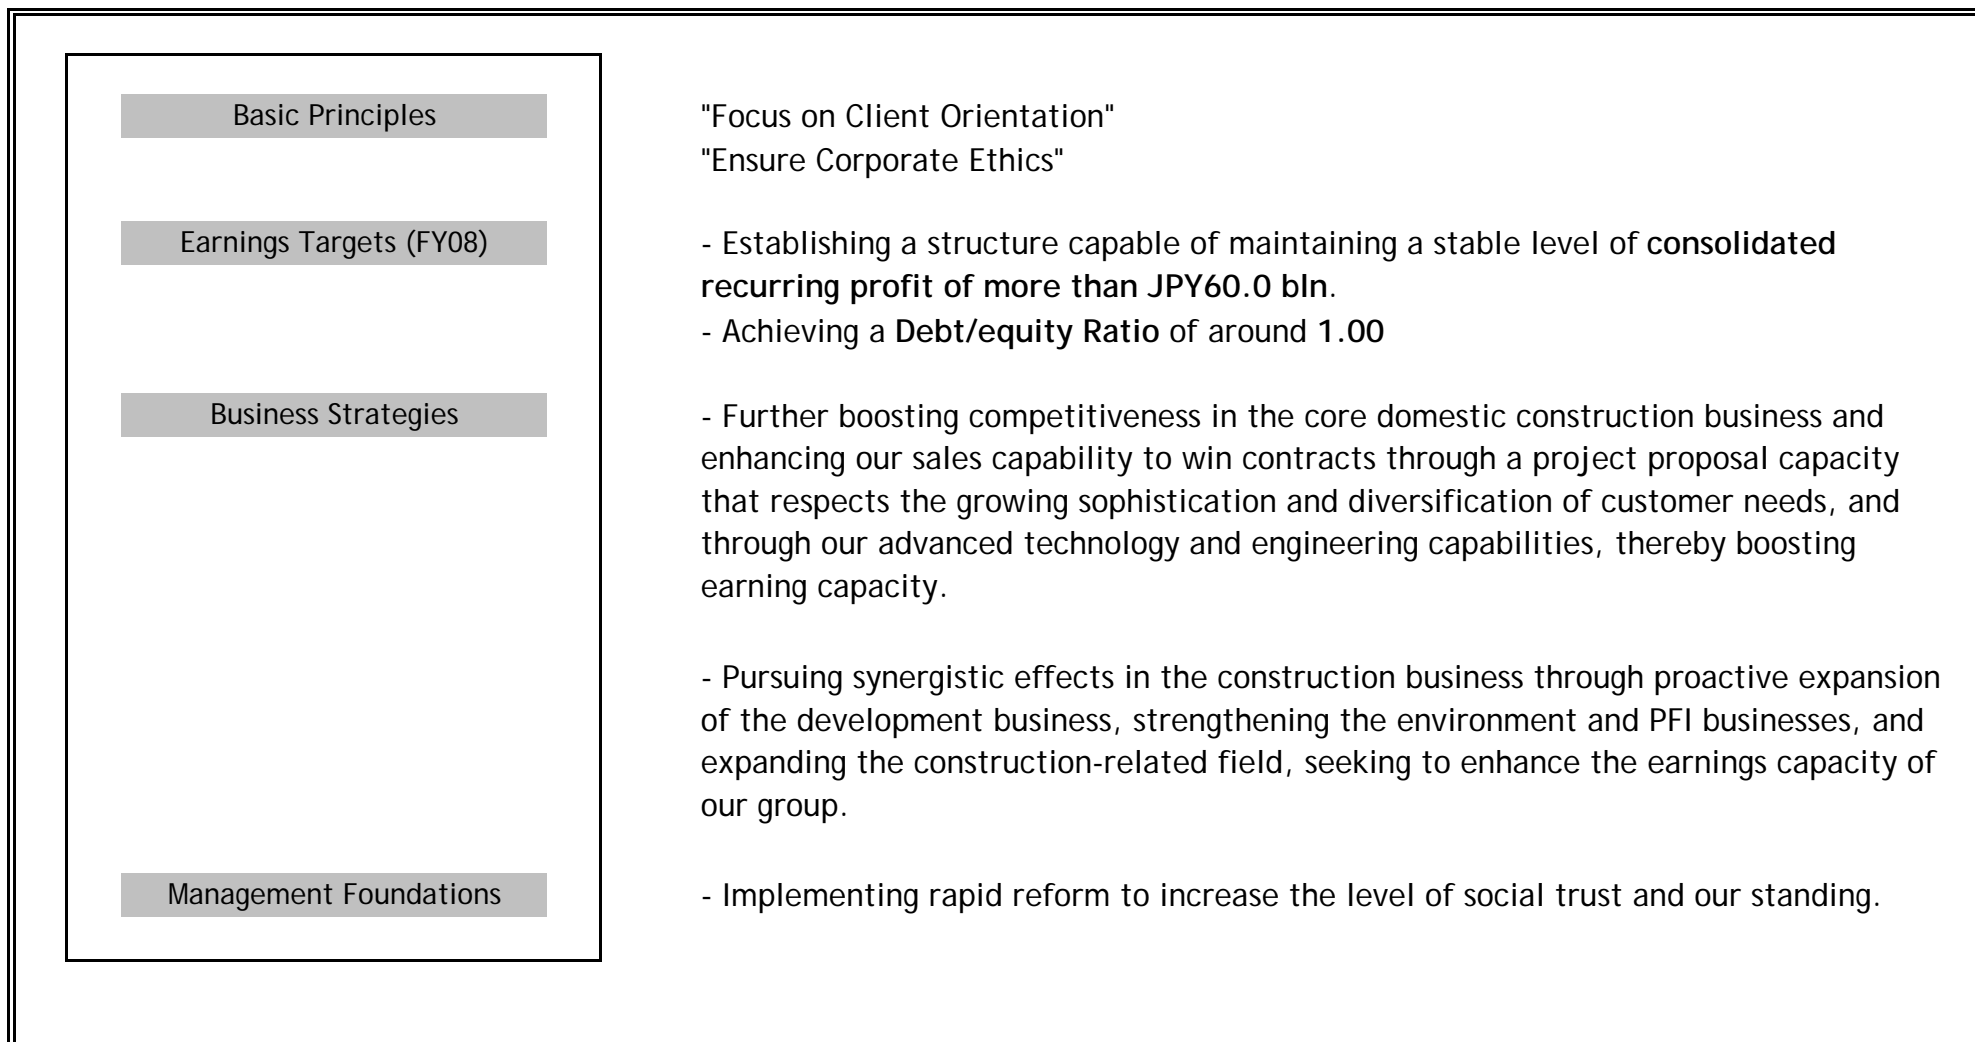 Basic Principles
"Focus on Client Orientation"
"Ensure Corporate Ethics"
Earnings Targets (FY08)
- Establishing a structure capable of maintaining a stable level of consolidated
recurring profit of more than JPY60.0 bln.
- Achieving a Debt/equity Ratio of around 1.00
Business Strategies
- Further boosting competitiveness in the core domestic construction business and
enhancing our sales capability to win contracts through a project proposal capacity
that respects the growing sophistication and diversification of customer needs, and
through our advanced technology and engineering capabilities, thereby boosting
earning capacity.
- Pursuing synergistic effects in the construction business through proactive expansion
of the development business, strengthening the environment and PFI businesses, and
expanding the construction-related field, seeking to enhance the earnings capacity of
our group.
Management Foundations
- Implementing rapid reform to increase the level of social trust and our standing.